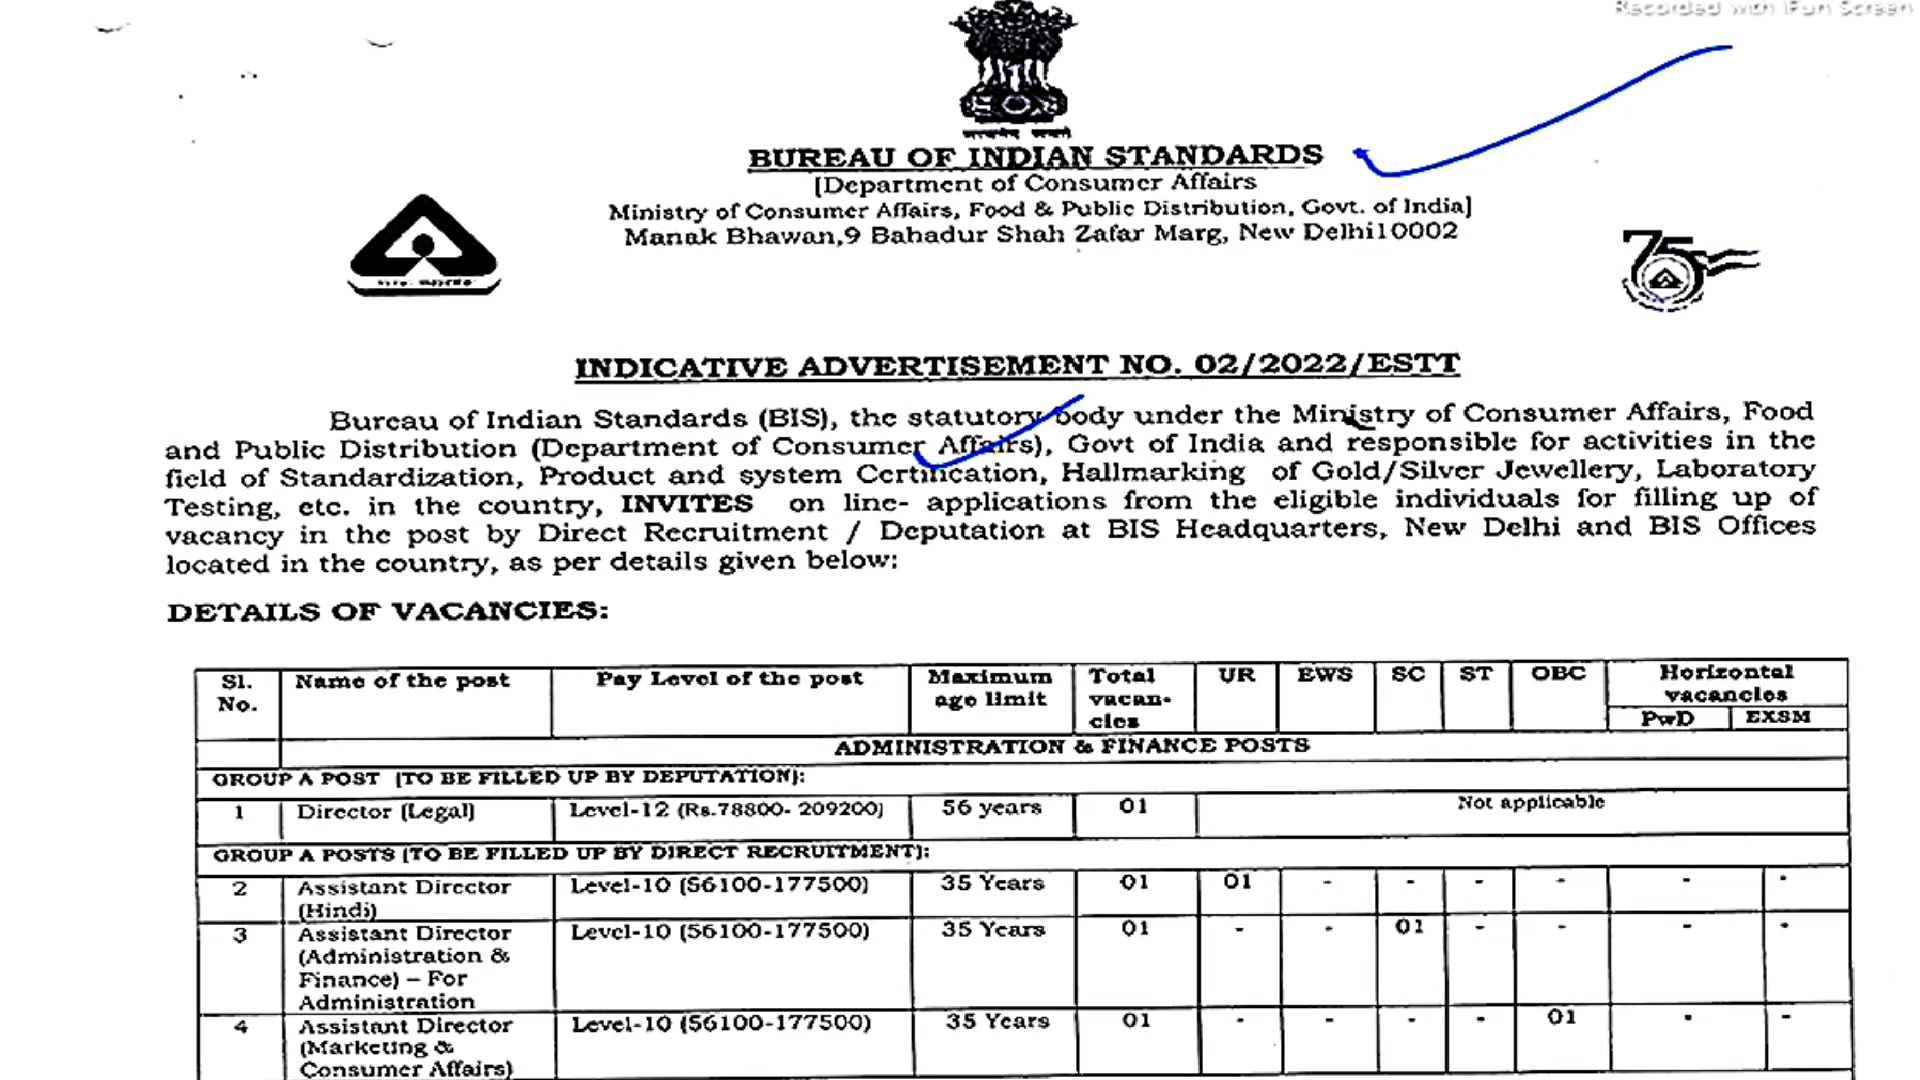 Recorded with iFun Screen
BUREAU OF INDIAN STANDARDS
[Department of Consumer Affairs
Ministry of Consumer Affairs, Food & Public Distribution, Govt. of India]
Manak Bhawan,9 Bahadur Shah Zafar Marg, New Delhi10002
75
INDICATIVE ADVERTISEMENT NO. 02/2022/ESTT
Bureau of Indian Standards (BIS), the statutory body under the Ministry of Consumer Affairs, Food
and Public Distribution (Department of Consumer Affairs), Govt of India and responsible for activities in the
field of Standardization, Product and system Certification, Hallmarking of Gold/Silver Jewellery, Laboratory
Testing, etc. in the country, INVITES on line- applications from the eligible individuals for filling up of
vacancy in the post by Direct Recruitment / Deputation at BIS Headquarters, New Delhi and BIS Offices
located in the country, as per details given below:
DETAILS OF VACANCIES:
Sl. No. Name of the post Pay Level of the post Maximum age limit Total vacan-cies UR EWS SC ST OBC Horizontal vacancies
PwD EXSM
ADMINISTRATION & FINANCE POSTS
GROUP A POST [TO BE FILLED UP BY DEPUTATION]:
1 Director (Legal) Level-12 (Rs.78800- 209200) 56 years 01 Not applicable
GROUP A POSTS [TO BE FILLED UP BY DIRECT RECRUITMENT]:
2 Assistant Director Level-10 (56100-177500) 35 Years 01 01 - - - - - -
(Hindi)
3 Assistant Director Level-10 (56100-177500) 35 Years 01 - - 01 - - - -
(Administration &
Finance) – For
Administration
4 Assistant Director Level-10 (56100-177500) 35 Years 01 - - - - 01 - -
(Marketing &
Consumer Affairs)